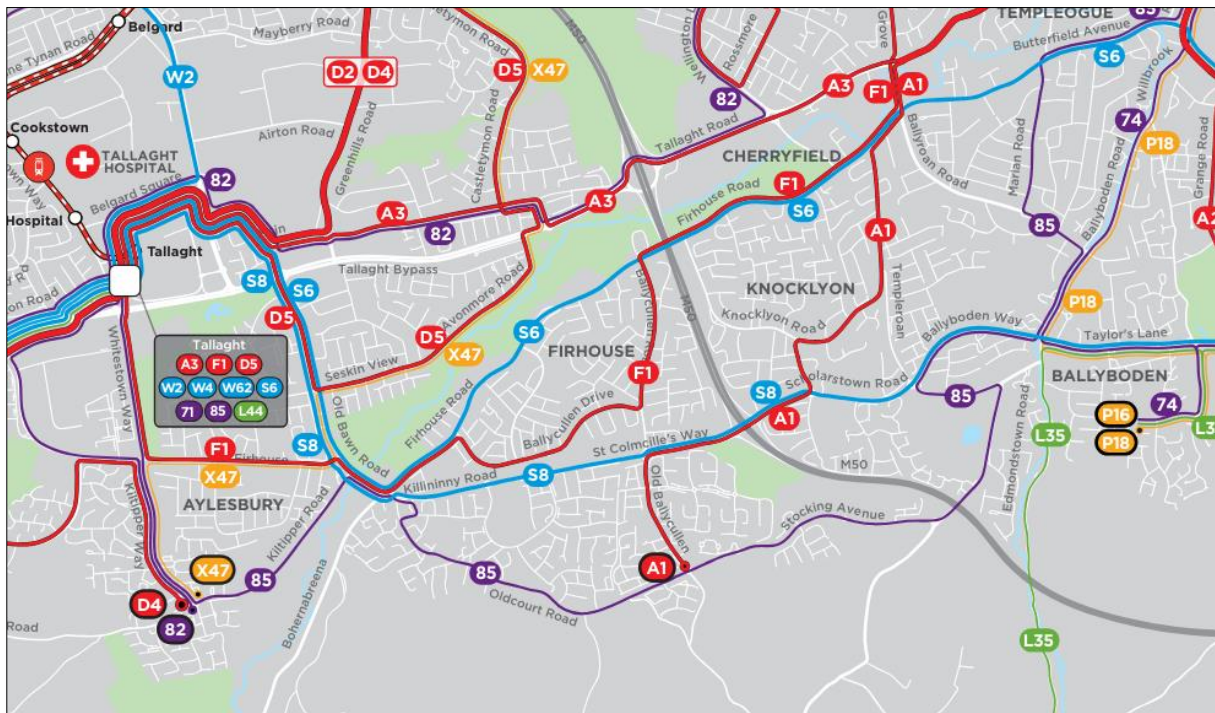 TEMPLEOGUE
Belgard
Mayberry Road
Butterfield Avenue
S6
85
W2
D2 D4
D5 X47
Rossmore
82
Grove
A3
F1
A1
Willbrook
74
P18
Cookstown
TALLAGHT
HOSPITAL
Airton Road
Greenhills Road
Castletymon Road
Tallaght Road
CHERRYFIELD
Ballyroan Road
Marian Road
Ballyboden Road
Grange Road
Belgard Square
82
A3
82
A3
Firhouse Road
F1
S6
A1
85
Hospital
Tallaght
Tallaght Bypass
S8
S6
D5
Avonmore Road
D5
X47
Seskin View
S6
Whitestown Way
Tallaght
A3 F1 D5
W2 W4 W62 S6
71 85 L44
M50
KNOCKLYON
Knocklyon Road
Templeroan
Ballyboden Way
P18
Taylor's Lane
FIRHOUSE
F1
Scholarstown Road
S8
A1
85
BALLYBODEN
P16
P18
74
Old Bawn Road
Firhouse Road
Ballycullen Drive
F1
Firhouse
X47
S8
St Colmcille's Way
Killininny Road
S8
M50
Edmondstown Road
L35
AYLESBURY
Kiltipper Way
Kiltipper Road
Old Ballycullen
Stocking Avenue
X47
85
85
A1
D4
82
Bohernabreena
Oldcourt Road
Road
L35